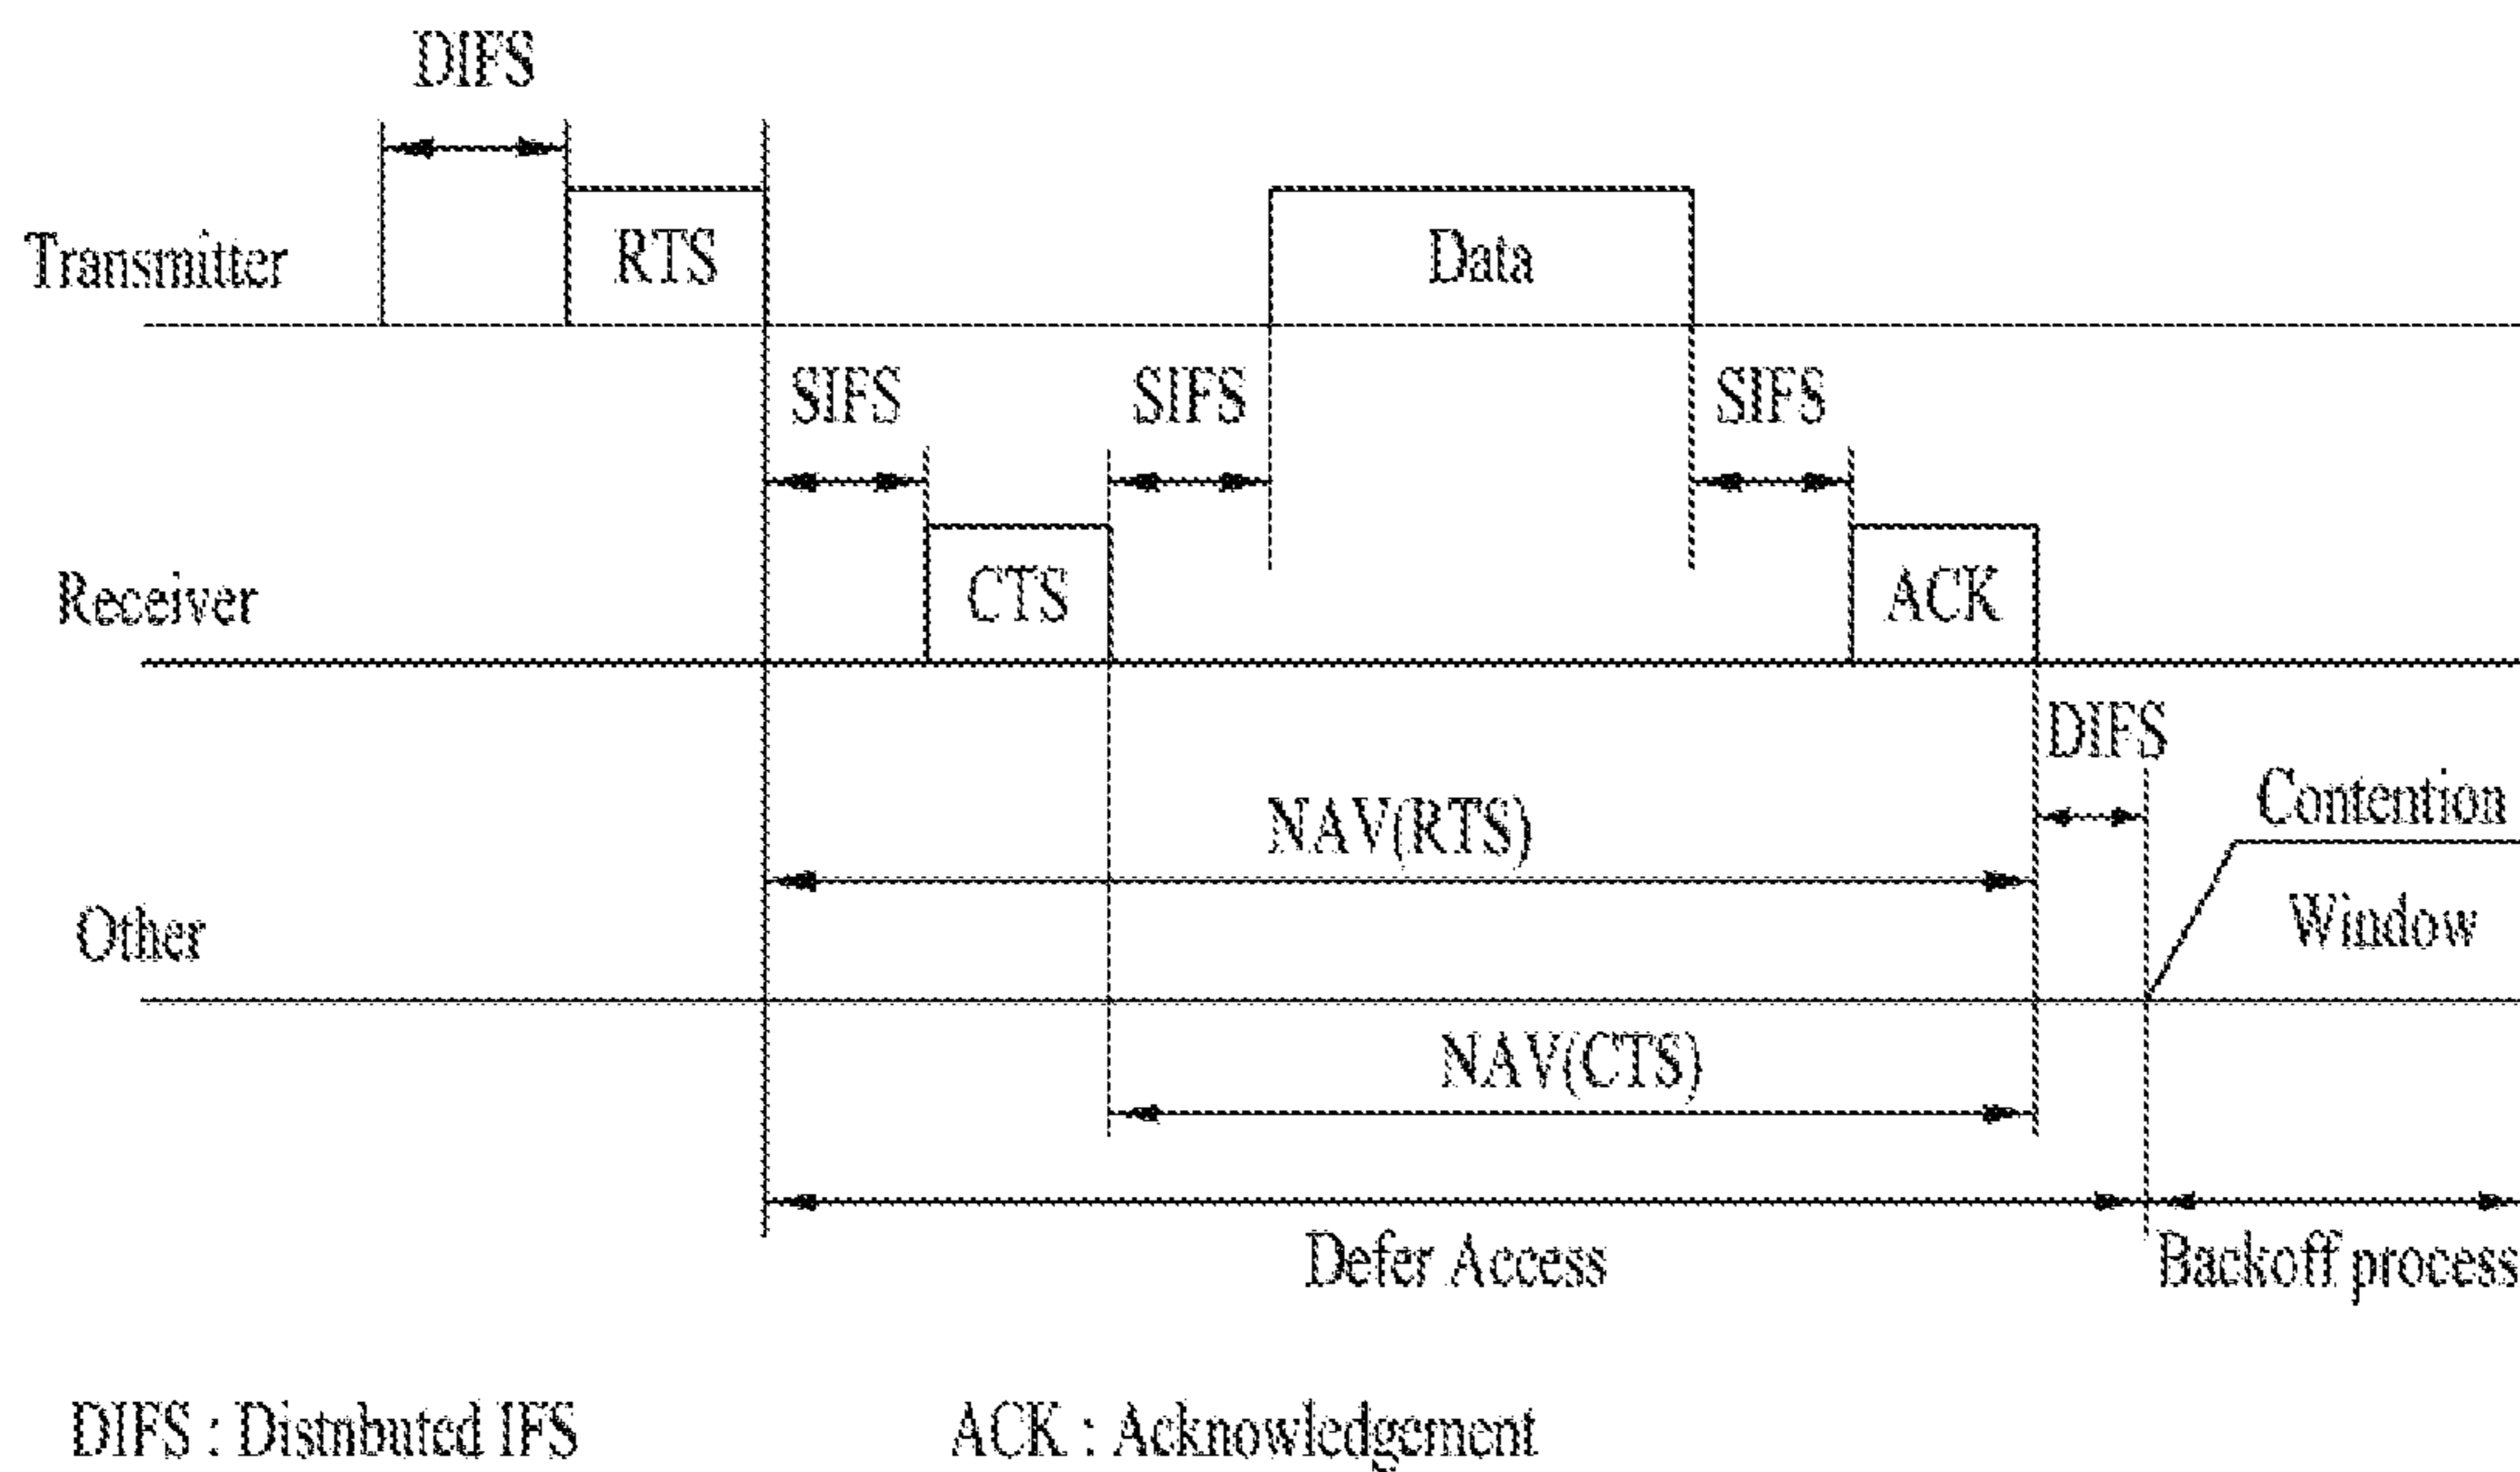 DIFS
Transmitter
RTS
Data
SIFS
SIFS
SIFS
Receiver
CTS
ACK
DIFS
Contention
Window
NAV(RTS)
Other
NAV(CTS)
Defer Access
Backoff process
DIFS : Distributed IFS
ACK : Acknowledgement